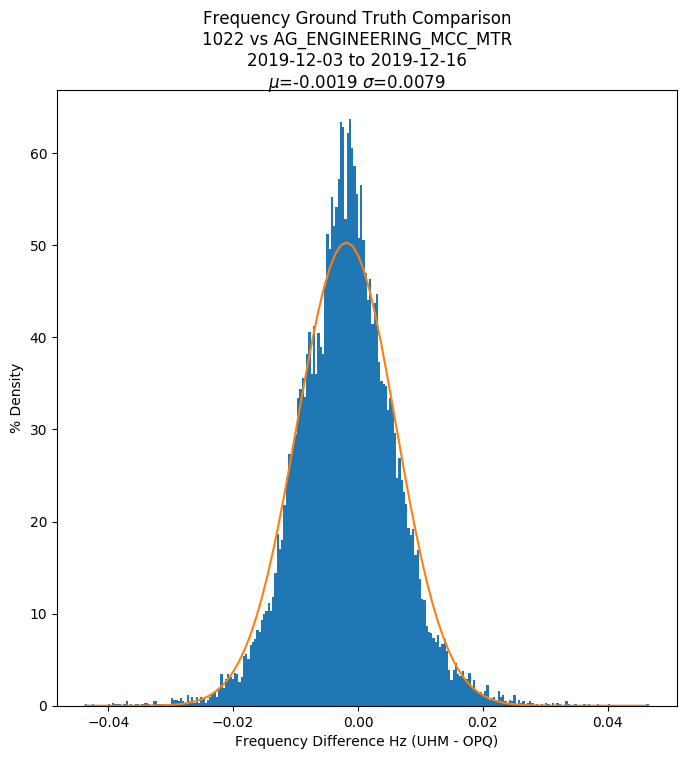 Frequency Ground Truth Comparison
1022 vs AG_ENGINEERING_MCC_MTR
2019-12-03 to 2019-12-16
μ=-0.0019 σ=0.0079
60
50
40
30
20
10
0
% Density
−0.04 −0.02 0.00 0.02 0.04
Frequency Difference Hz (UHM - OPQ)